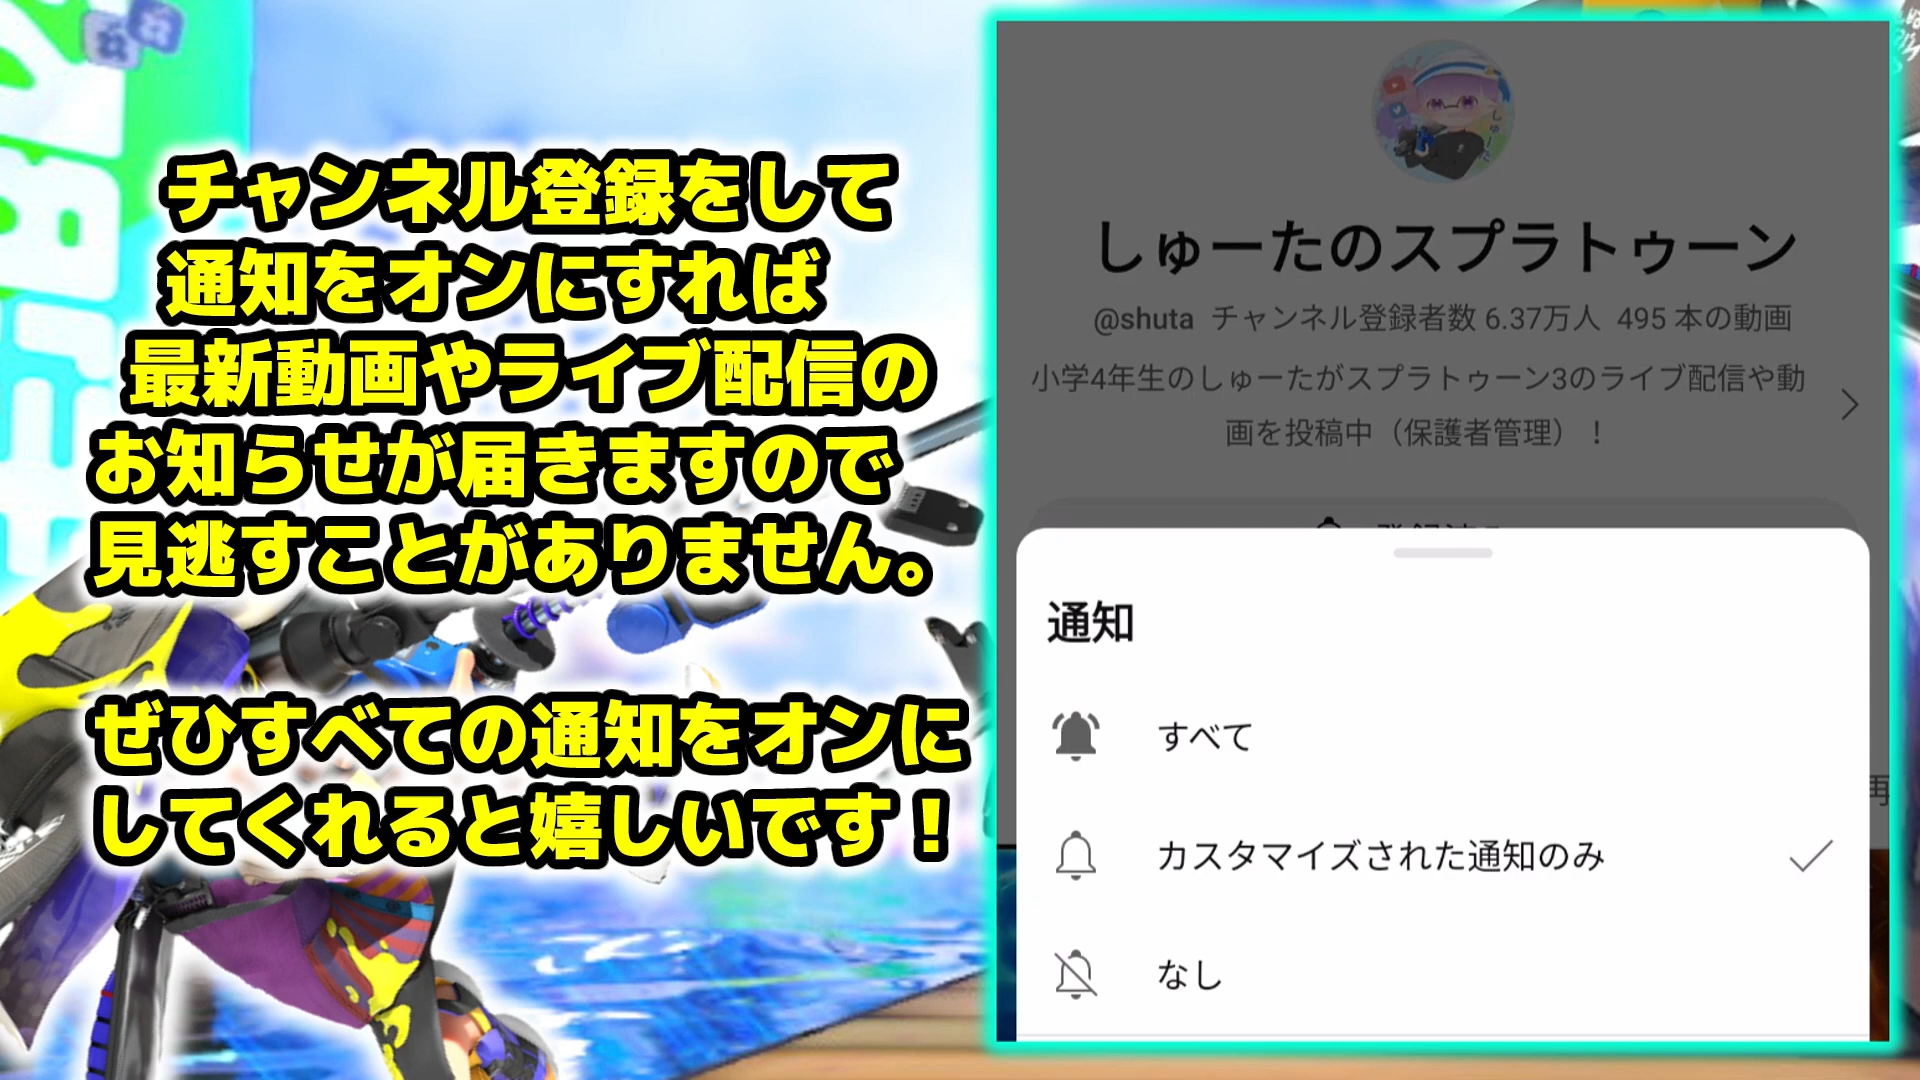 チャンネル登録をして
通知をオンにすれば
最新動画やライブ配信の
お知らせが届きますので
見逃すことがありません。
ぜひすべての通知をオンに
してくれると嬉しいです！
しゅーた
しゅーたのスプラトゥーン
@shuta チャンネル登録者数 6.37万人 495 本の動画
小学4年生のしゅーたがスプラトゥーン3のライブ配信や動
画を投稿中（保護者管理）！
通知
すべて
カスタマイズされた通知のみ
なし
再